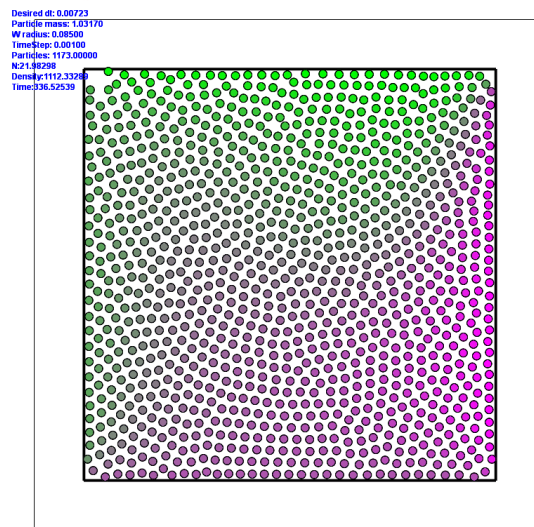 Desired dt: 0.00723
Particle mass: 1.03170
W radius: 0.08500
TimeStep: 0.00100
Particles: 1173.00000
N:21.98298
Density:1112.33289
Time:336.52539